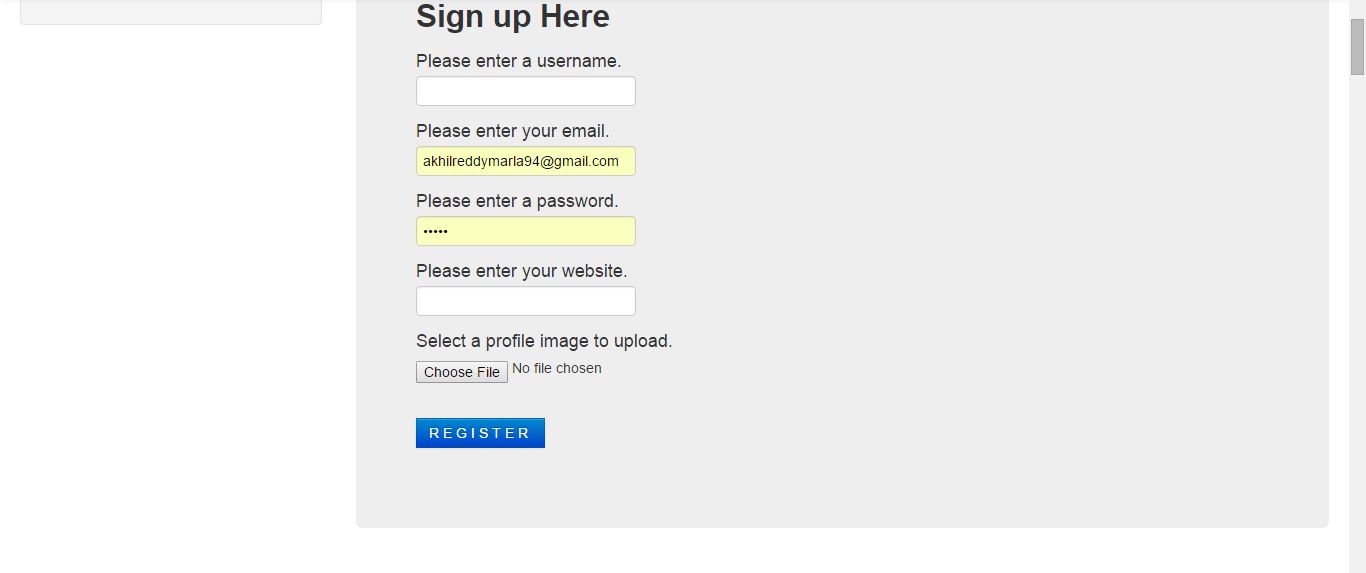 Sign up Here
Please enter a username.
Please enter your email.
akhilreddymarla94@gmail.com
Please enter a password.
•••••
Please enter your website.
Select a profile image to upload.
Choose File No file chosen
REGISTER